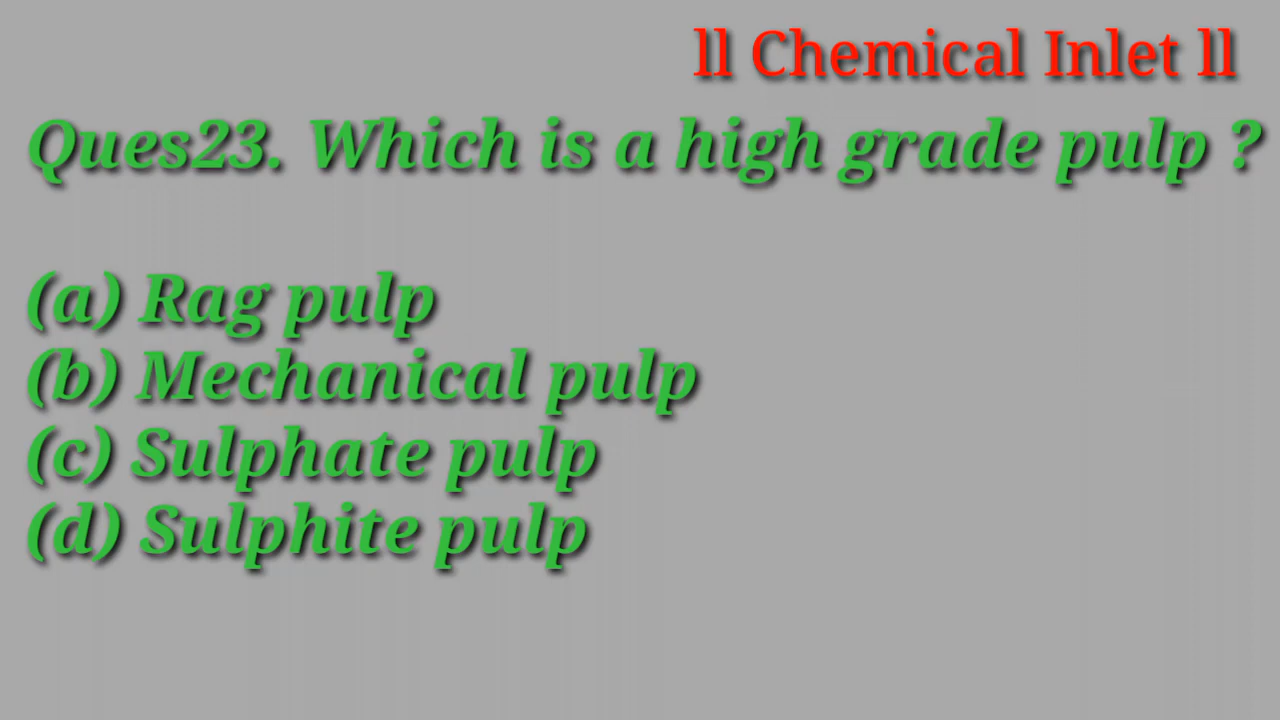 ll Chemical Inlet ll
Ques23. Which is a high grade pulp ?
(a) Rag pulp
(b) Mechanical pulp
(c) Sulphate pulp
(d) Sulphite pulp